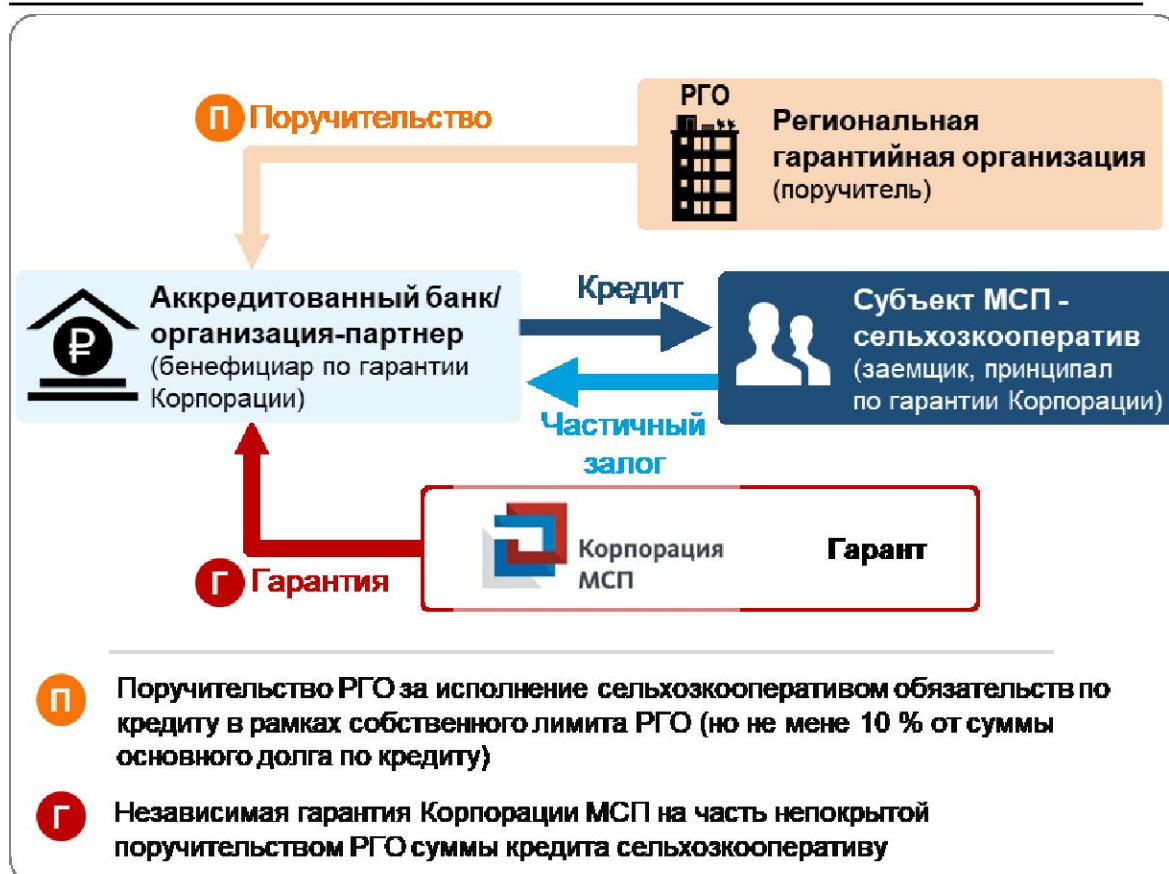 П Поручительство
РГО
Региональная
гарантийная организация
(поручитель)
₽
Аккредитованный банк/
организация-партнер
(бенефициар по гарантии
Корпорации)
Кредит
Субъект МСП -
сельхозкооператив
(заемщик, принципал
по гарантии Корпорации)
Частичный
залог
Корпорация
МСП
Гарант
Г Гарантия
П
Поручительство РГО за исполнение сельхозкооперативом обязательств по
кредиту в рамках собственного лимита РГО (но не мене 10 % от суммы
основного долга по кредиту)
Г
Независимая гарантия Корпорации МСП на часть непокрытой
поручительством РГО суммы кредита сельхозкооперативу